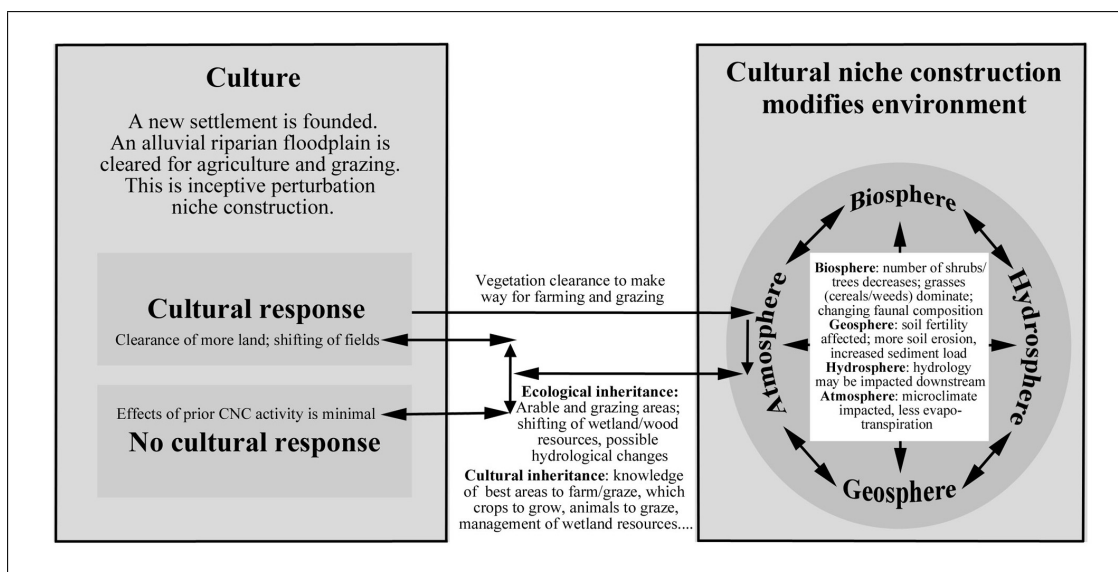 Culture
A new settlement is founded.
An alluvial riparian floodplain is
cleared for agriculture and grazing.
This is inceptive perturbation
niche construction.
Cultural response
Clearance of more land; shifting of fields
Effects of prior CNC activity is minimal
No cultural response
Vegetation clearance to make
way for farming and grazing
Ecological inheritance:
Arable and grazing areas;
shifting of wetland/wood
resources, possible
hydrological changes
Cultural inheritance: knowledge
of best areas to farm/graze, which
crops to grow, animals to graze,
management of wetland resources....
Cultural niche construction
modifies environment
Biosphere
Atmosphere
Hydrosphere
Geosphere
Biosphere: number of shrubs/
trees decreases; grasses
(cereals/weeds) dominate;
changing faunal composition
Geosphere: soil fertility
affected; more soil erosion,
increased sediment load
Hydrosphere: hydrology
may be impacted downstream
Atmosphere: microclimate
impacted, less evapo-
transpiration